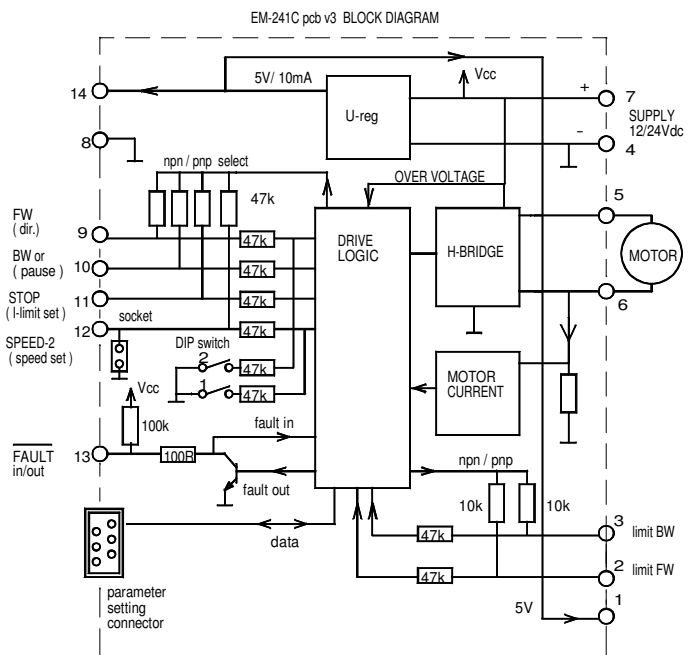 EM-241C pcb v3 BLOCK DIAGRAM
14
5V/ 10mA
U-reg
Vcc
+
7
SUPPLY
12/24Vdc
8
–
4
npn / pnp select
47k
OVER VOLTAGE
5
FW
( dir.)
9
47k
DRIVE
LOGIC
H-BRIDGE
MOTOR
BW or
( pause )
10
47k
6
STOP
( I-limit set )
11
47k
socket
12
47k
SPEED-2
( speed set )
DIP switch
2
47k
1
47k
MOTOR
CURRENT
Vcc
100k
fault in
FAULT
in/out
13
100R
fault out
npn / pnp
10k
10k
data
47k
3
limit BW
47k
2
limit FW
parameter
setting
connector
5V
1